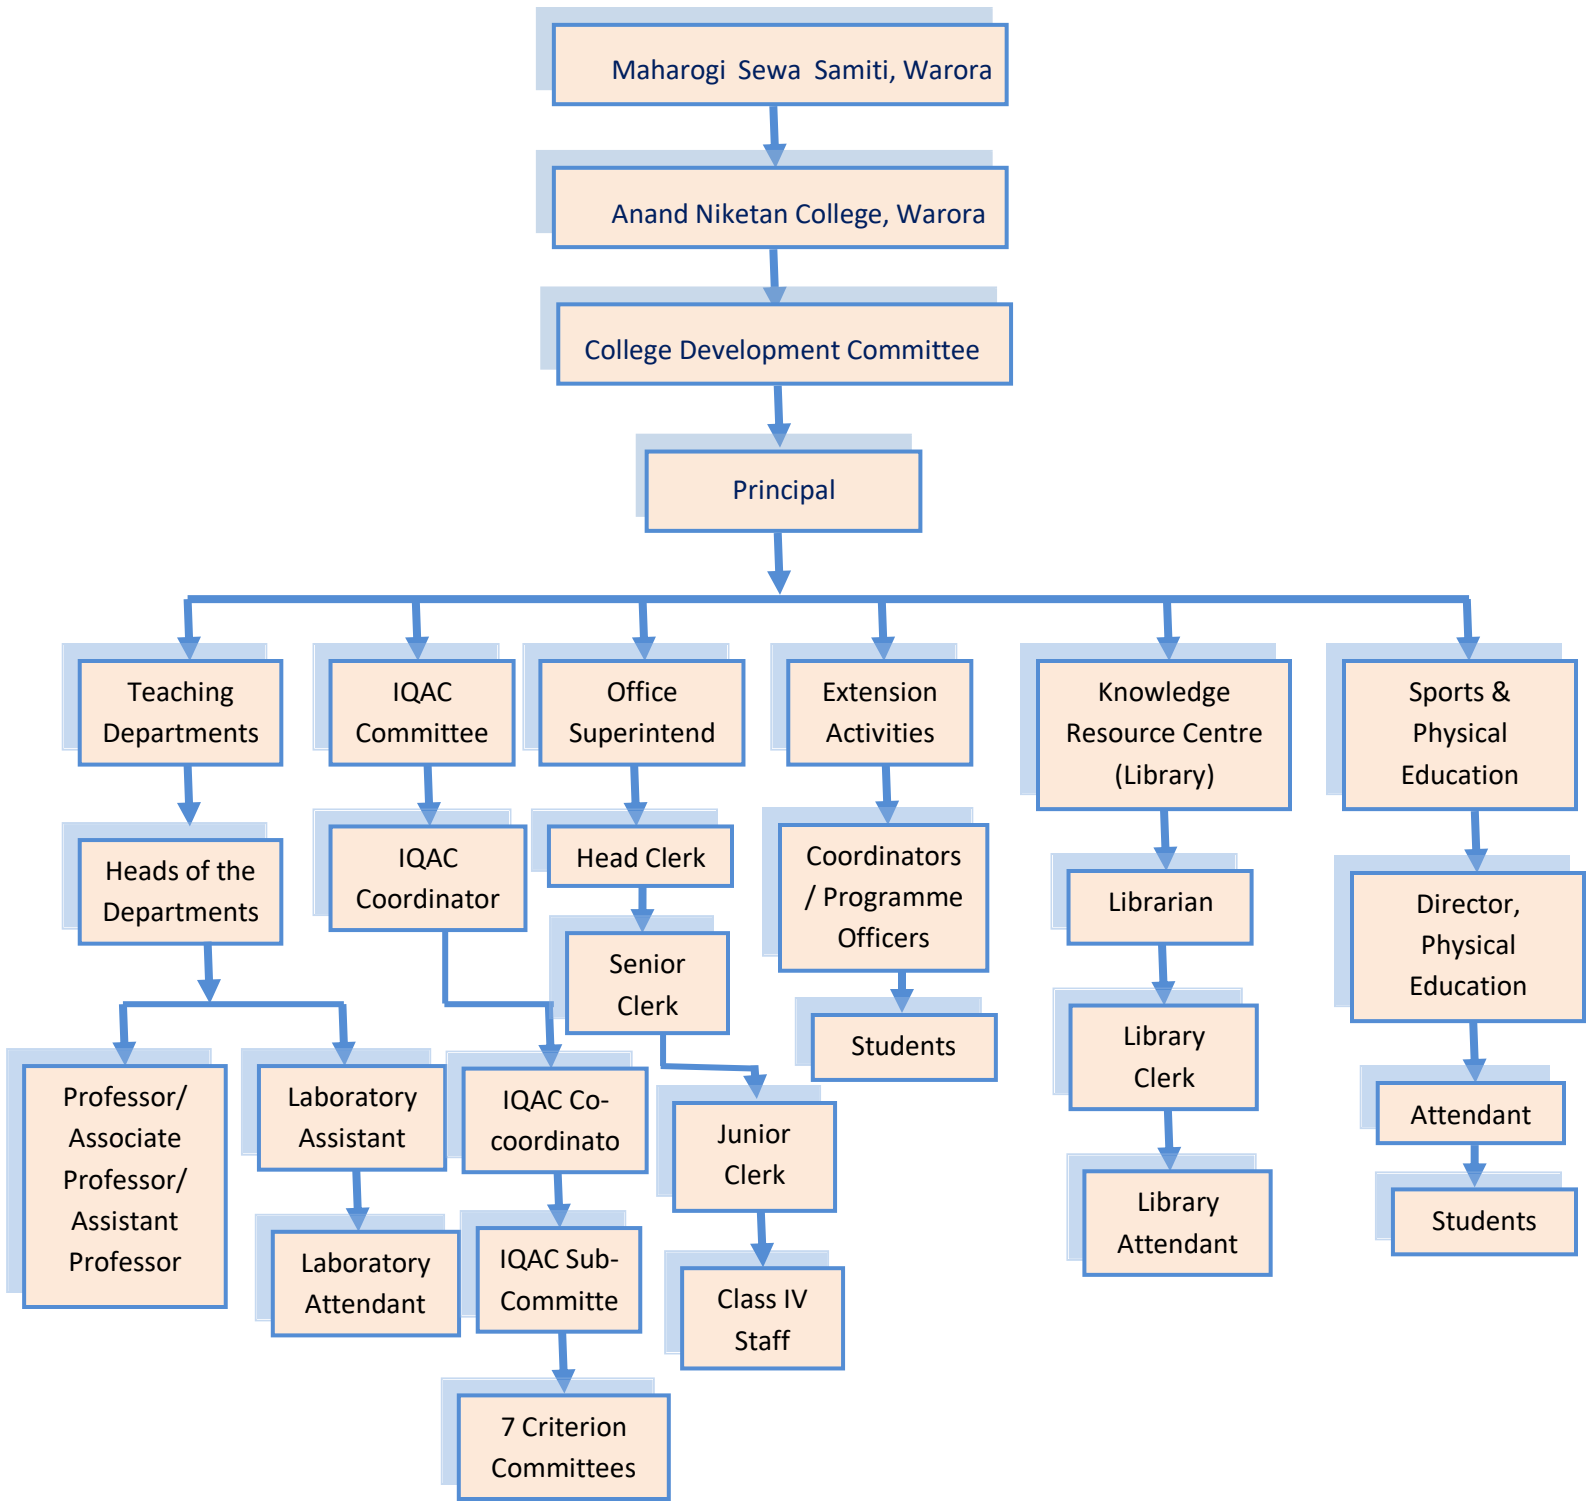 Maharogi Sewa Samiti, Warora
Anand Niketan College, Warora
College Development Committee
Principal
Teaching
Departments
IQAC
Committee
Office
Superintend
Extension
Activities
Knowledge
Resource Centre
(Library)
Sports &
Physical
Education
Heads of the
Departments
IQAC
Coordinator
Head Clerk
Coordinators
/ Programme
Officers
Librarian
Director,
Physical
Education
Senior
Clerk
Students
Library
Clerk
Professor/
Associate
Professor/
Assistant
Professor
Laboratory
Assistant
IQAC Co-
coordinato
Junior
Clerk
Attendant
Laboratory
Attendant
IQAC Sub-
Committe
Class IV
Staff
Library
Attendant
Students
7 Criterion
Committees